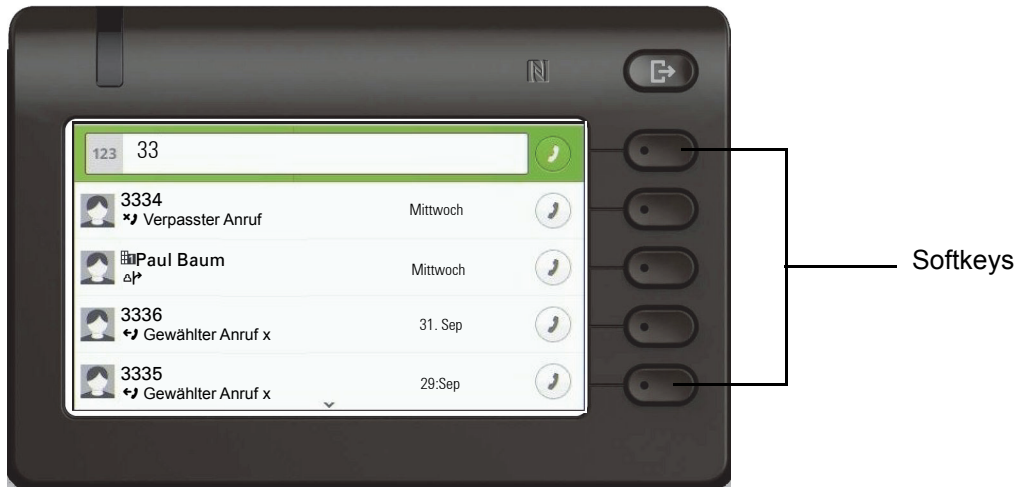 123 33
3334
Verpasster Anruf
Mittwoch
Paul Baum
Mittwoch
3336
Gewählter Anruf x
31. Sep
3335
Gewählter Anruf x
29:Sep
Softkeys